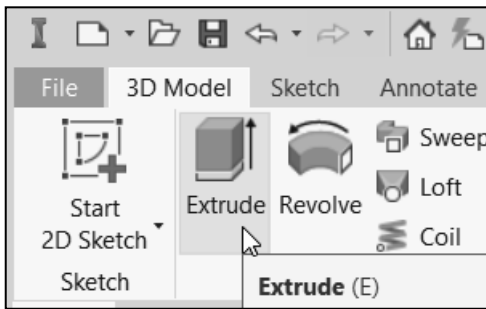 File 3D Model Sketch Annotate
Start
2D Sketch
Extrude Revolve
Sweep
Loft
Coil
Sketch
Extrude (E)